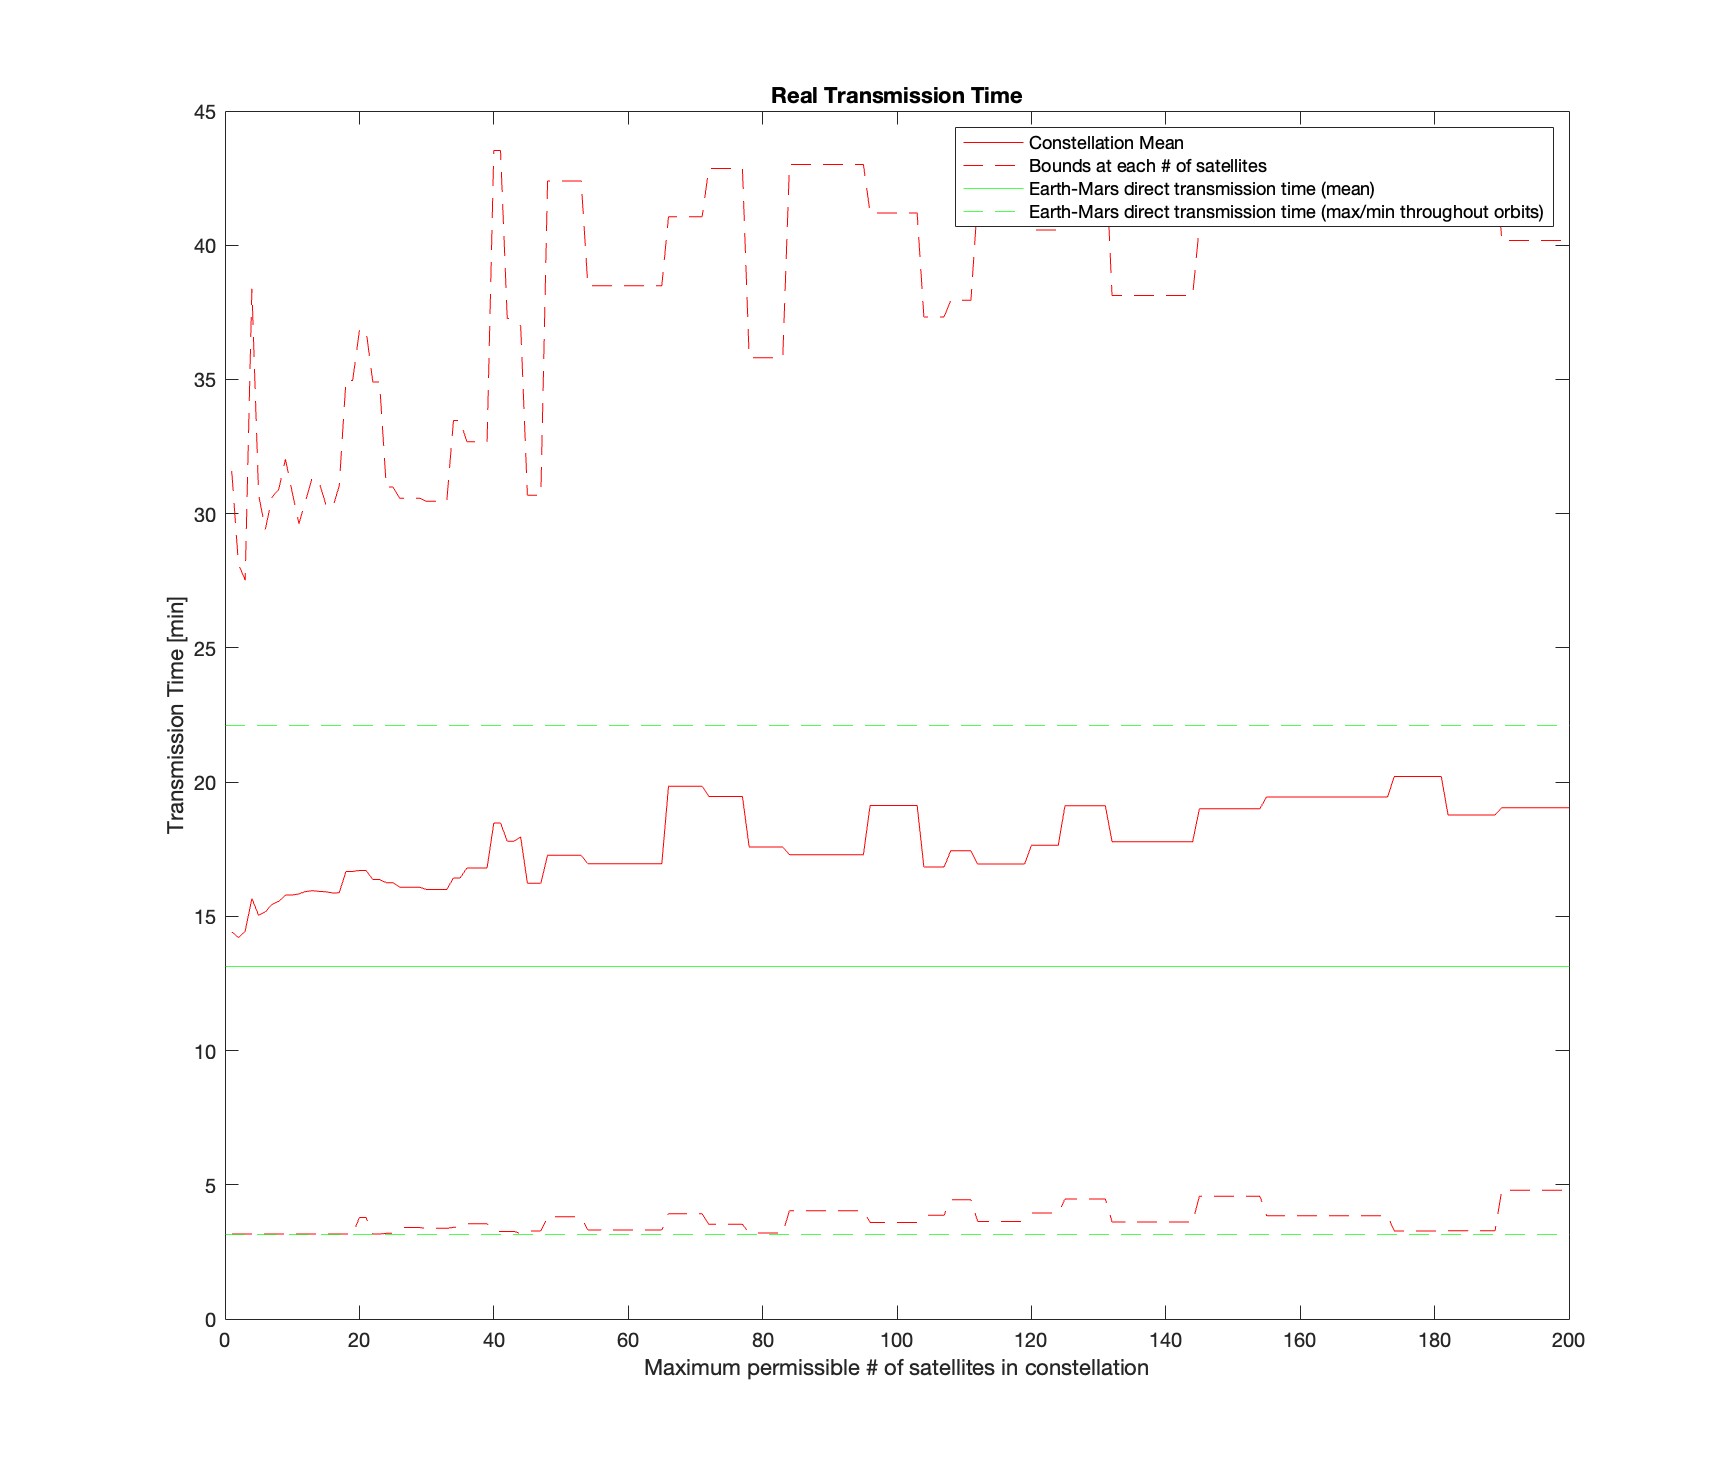 Real Transmission Time
Constellation Mean
Bounds at each # of satellites
Earth-Mars direct transmission time (mean)
Earth-Mars direct transmission time (max/min throughout orbits)
Transmission Time [min]
45
40
35
30
25
20
15
10
5
0
0 20 40 60 80 100 120 140 160 180 200
Maximum permissible # of satellites in constellation